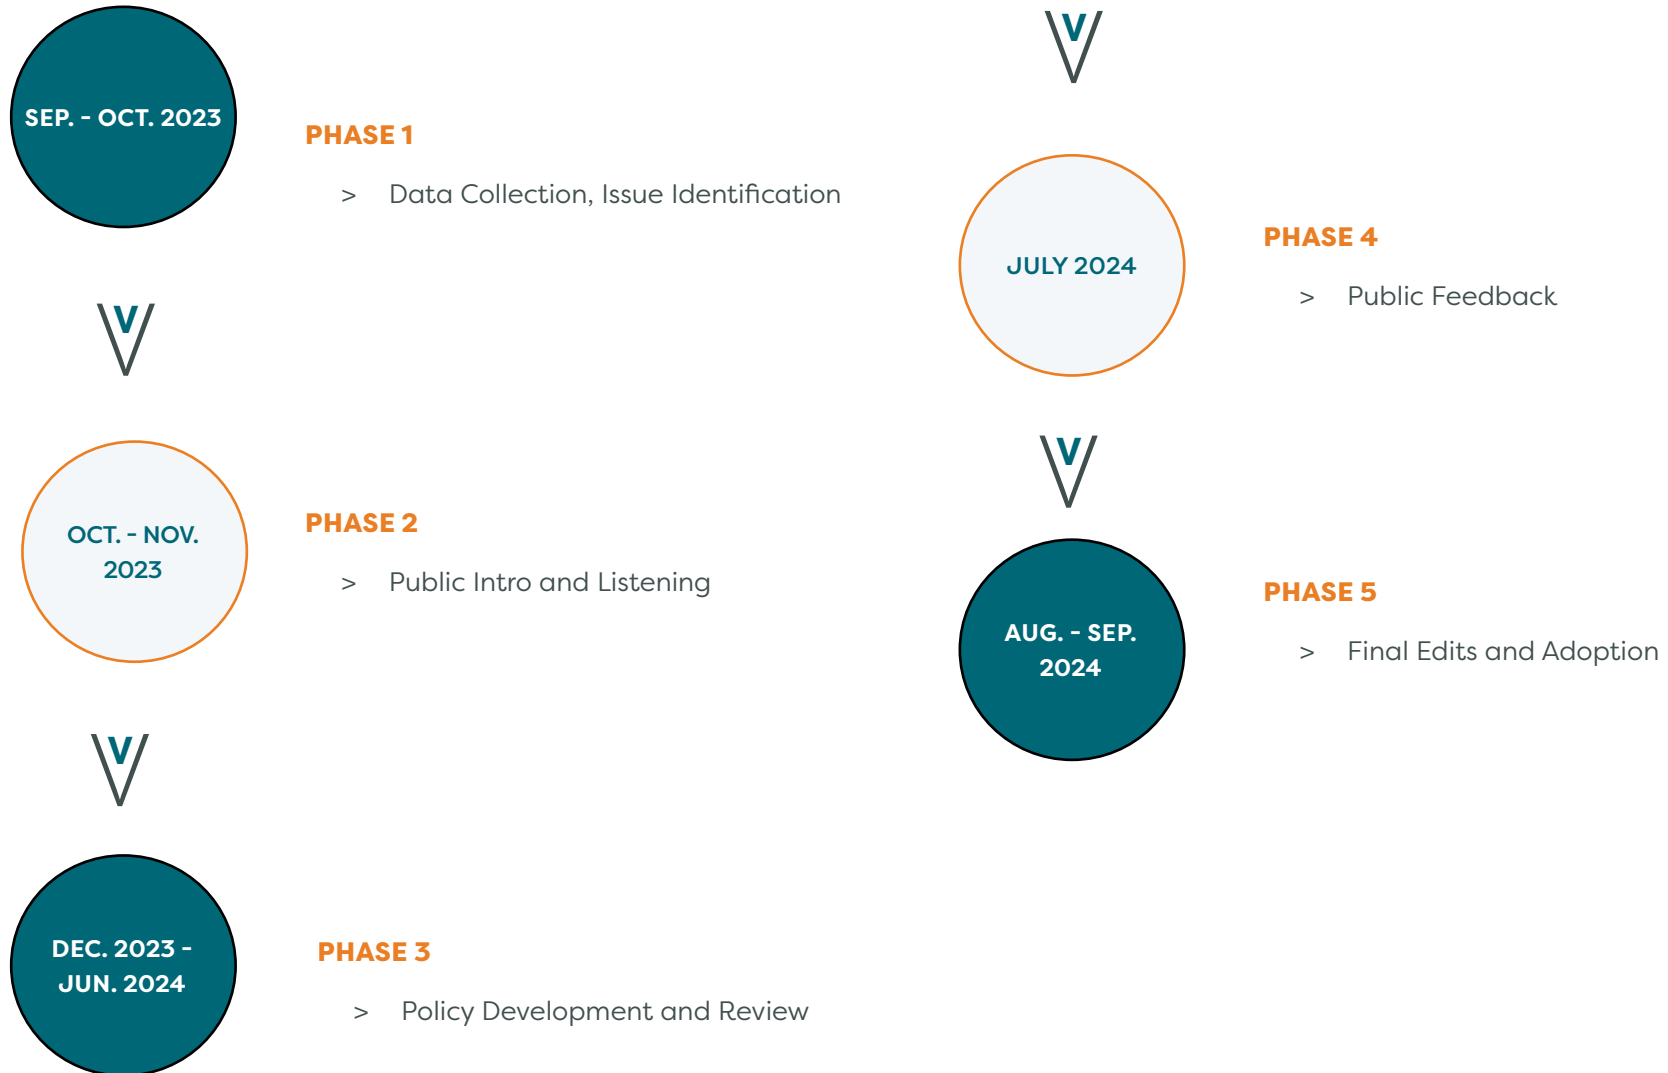 SEP. - OCT. 2023
PHASE 1
> Data Collection, Issue Identification
V
OCT. - NOV.
2023
PHASE 2
> Public Intro and Listening
V
DEC. 2023 -
JUN. 2024
PHASE 3
> Policy Development and Review
V
JULY 2024
PHASE 4
> Public Feedback
V
AUG. - SEP.
2024
PHASE 5
> Final Edits and Adoption